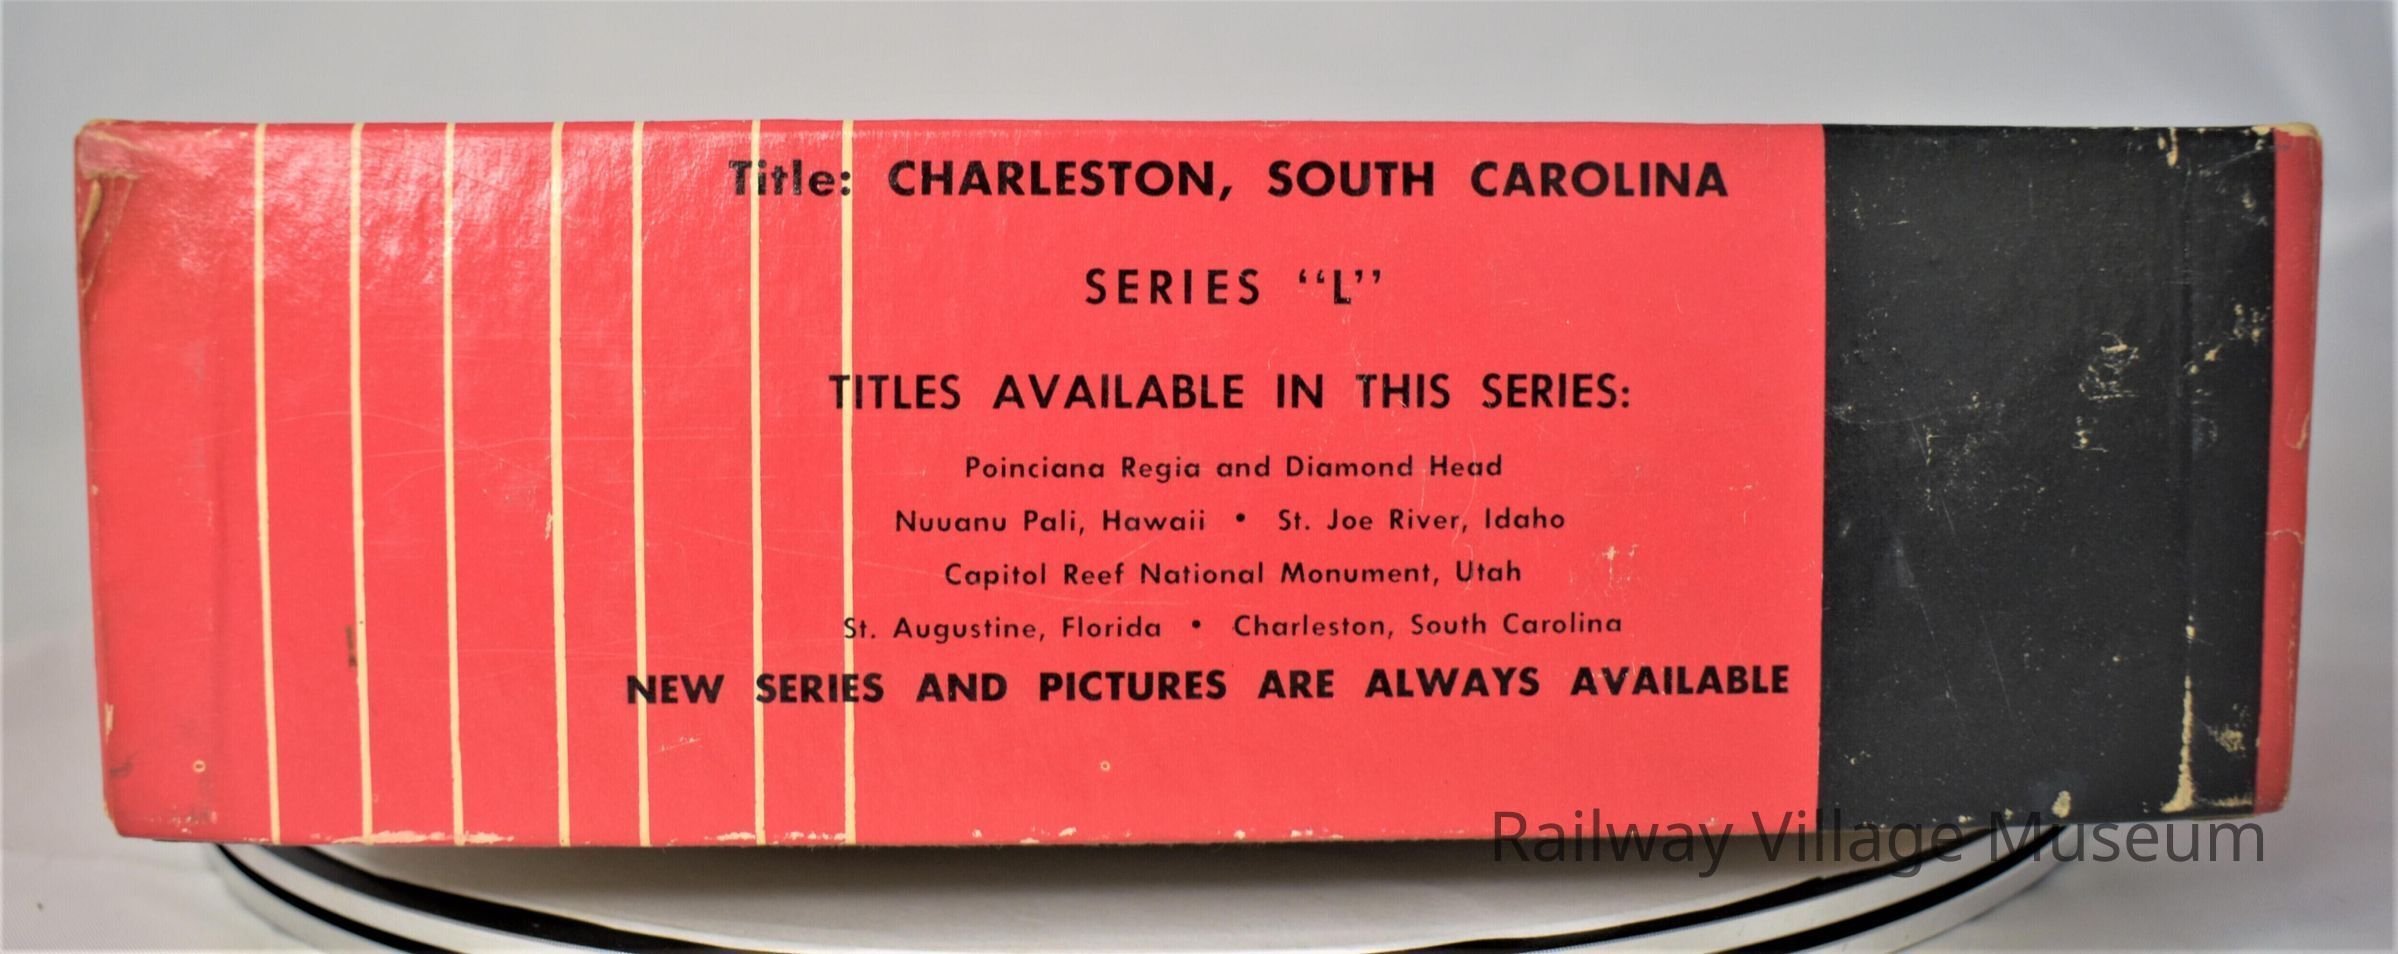 Title: CHARLESTON, SOUTH CAROLINA
SERIES "L"
TITLES AVAILABLE IN THIS SERIES:
Poinciana Regia and Diamond Head
Nuuanu Pali, Hawaii • St. Joe River, Idaho
Capitol Reef National Monument, Utah
St. Augustine, Florida • Charleston, South Carolina
NEW SERIES AND PICTURES ARE ALWAYS AVAILABLE
Railway Village Museum